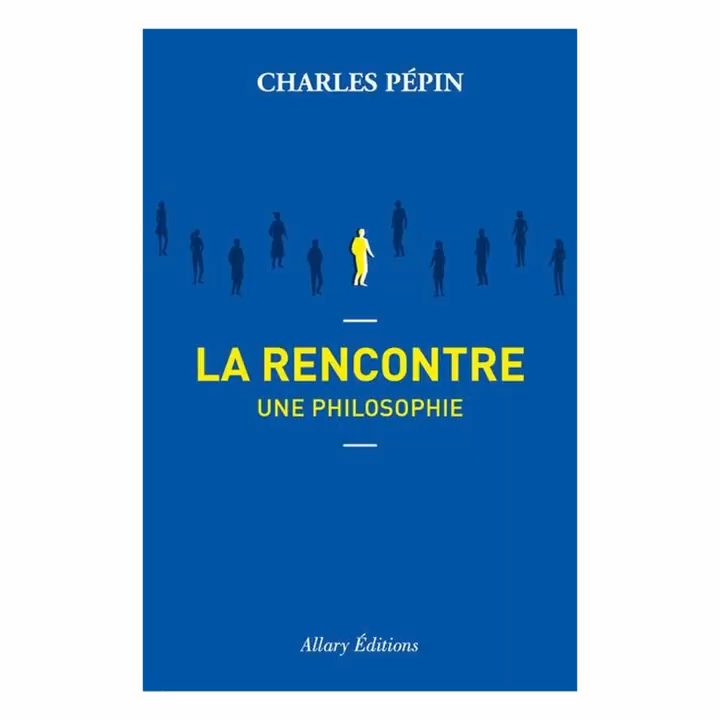 CHARLES PÉPIN
LA RENCONTRE
UNE PHILOSOPHIE
Allary Éditions